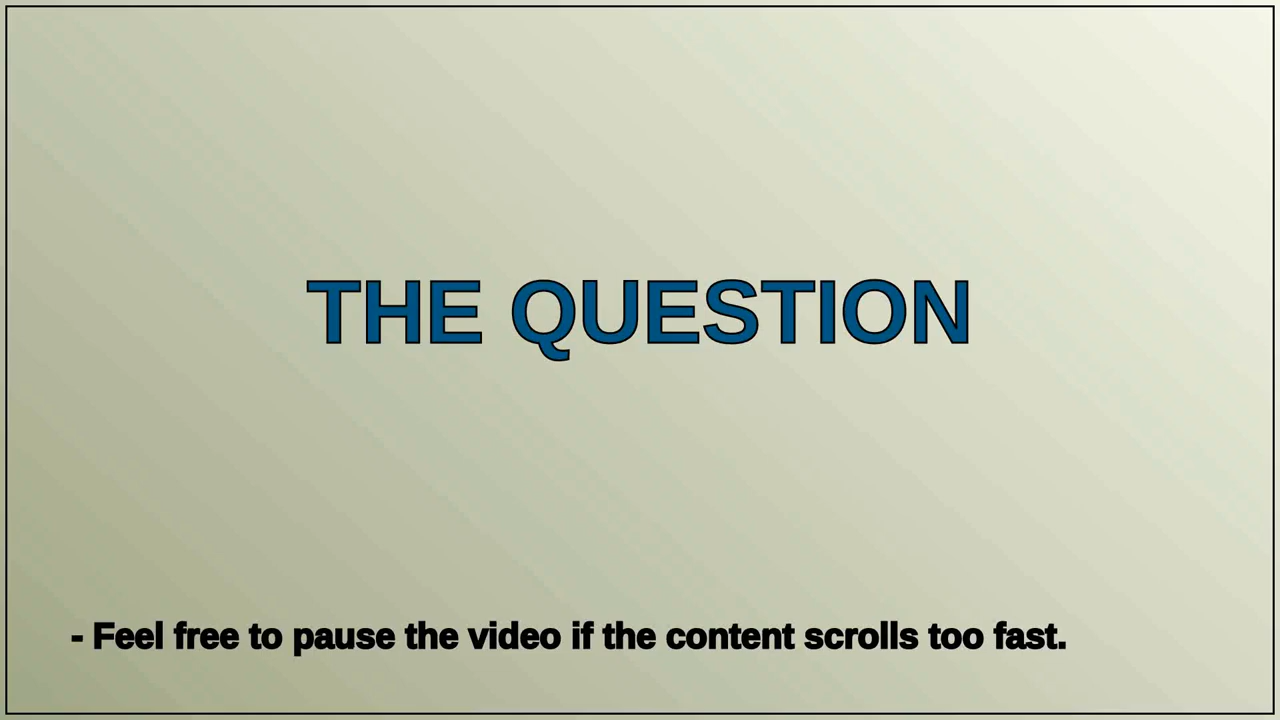 THE QUESTION
- Feel free to pause the video if the content scrolls too fast.